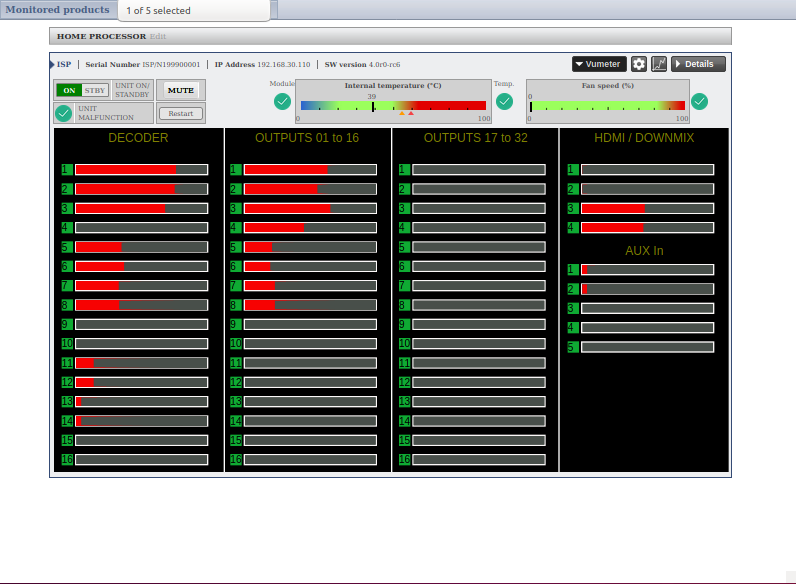 Monitored products
1 of 5 selected
HOME PROCESSOR Edit
ISP | Serial Number ISP/N199900001 | IP Address 192.168.30.110 | SW version 4.0r0-rc6
Vumeter
Details
ON STBY
UNIT ON/
STANDBY
MUTE
UNIT
MALFUNCTION
Restart
Module
Internal temperature (°C)
39
0 100
Temp.
Fan speed (%)
0
0 100
DECODER
1
2
3
4
5
6
7
8
9
10
11
12
13
14
15
16
OUTPUTS 01 to 16
1
2
3
4
5
6
7
8
9
10
11
12
13
14
15
16
OUTPUTS 17 to 32
1
2
3
4
5
6
7
8
9
10
11
12
13
14
15
16
HDMI / DOWNMIX
1
2
3
4
AUX In
1
2
3
4
5